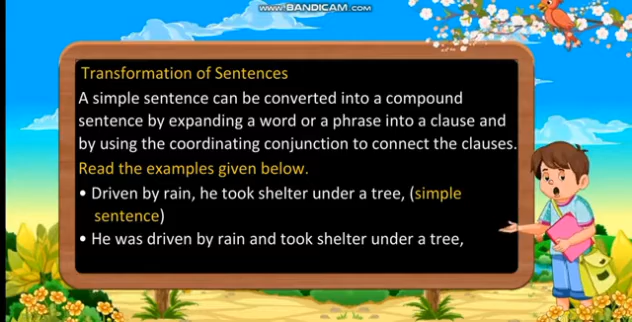 www.BANDICAM.com
Transformation of Sentences
A simple sentence can be converted into a compound
sentence by expanding a word or a phrase into a clause and
by using the coordinating conjunction to connect the clauses.
Read the examples given below.
• Driven by rain, he took shelter under a tree, (simple
sentence)
• He was driven by rain and took shelter under a tree,